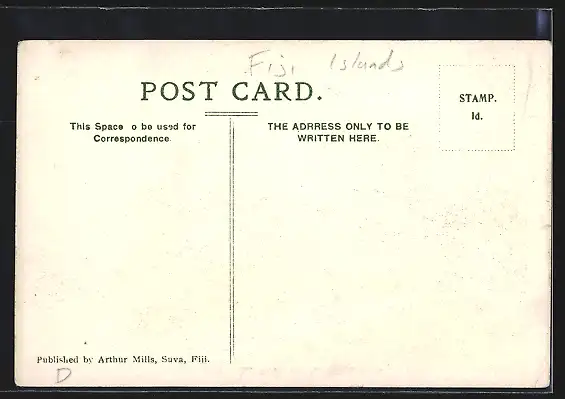 Fiji Islands
POST CARD.
This Space o be used for
Correspondence.
THE ADRRESS ONLY TO BE
WRITTEN HERE.
STAMP.
1d.
Published by Arthur Mills, Suva, Fiji.
D